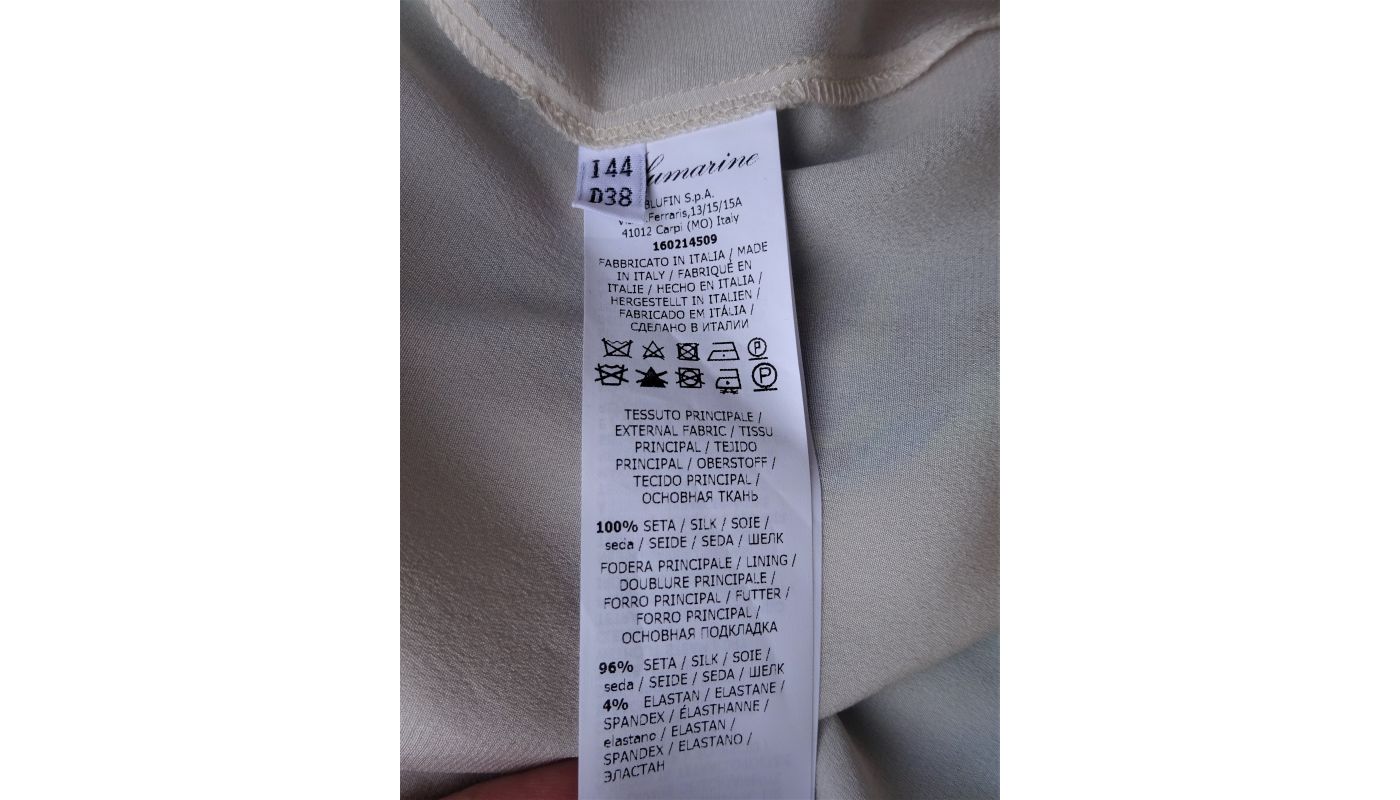 I 44
D38
BLUFIN S.p.A.
.Ferraris,13/15/15A
41012 Carpi (MO) Italy
160214509
FABBRICATO IN ITALIA / MADE
IN ITALY / FABRIQUÉ EN
ITALIE / HECHO EN ITALIA /
HERGESTELLT IN ITALIEN /
FABRICADO EM ITÁLIA /
СДЕЛАНО В ИТАЛИИ
P
P
TESSUTO PRINCIPALE /
EXTERNAL FABRIC / TISSU
PRINCIPAL / TEJIDO
PRINCIPAL / OBERSTOFF /
TECIDO PRINCIPAL /
ОСНОВНАЯ ТКАНЬ
100% SETA / SILK / SOIE /
seda / SEIDE / SEDA / ШЕЛК
FODERA PRINCIPALE / LINING /
DOUBLURE PRINCIPALE /
FORRO PRINCIPAL / FUTTER /
FORRO PRINCIPAL /
ОСНОВНАЯ ПОДКЛАДКА
96% SETA / SILK / SOIE /
seda / SEIDE / SEDA / ШЕЛК
4% ELASTAN / ELASTANE /
SPANDEX / ÉLASTHANNE /
elastano / ELASTAN /
SPANDEX / ELASTANO /
ЭЛАСТАН